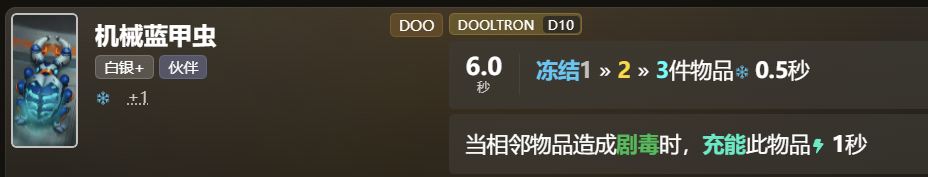 机械蓝甲虫
白银+
伙伴
±1
DOO
DOOLTRON D10
6.0
秒
冻结1 » 2 » 3件物品 0.5秒
当相邻物品造成剧毒时，充能此物品 1秒